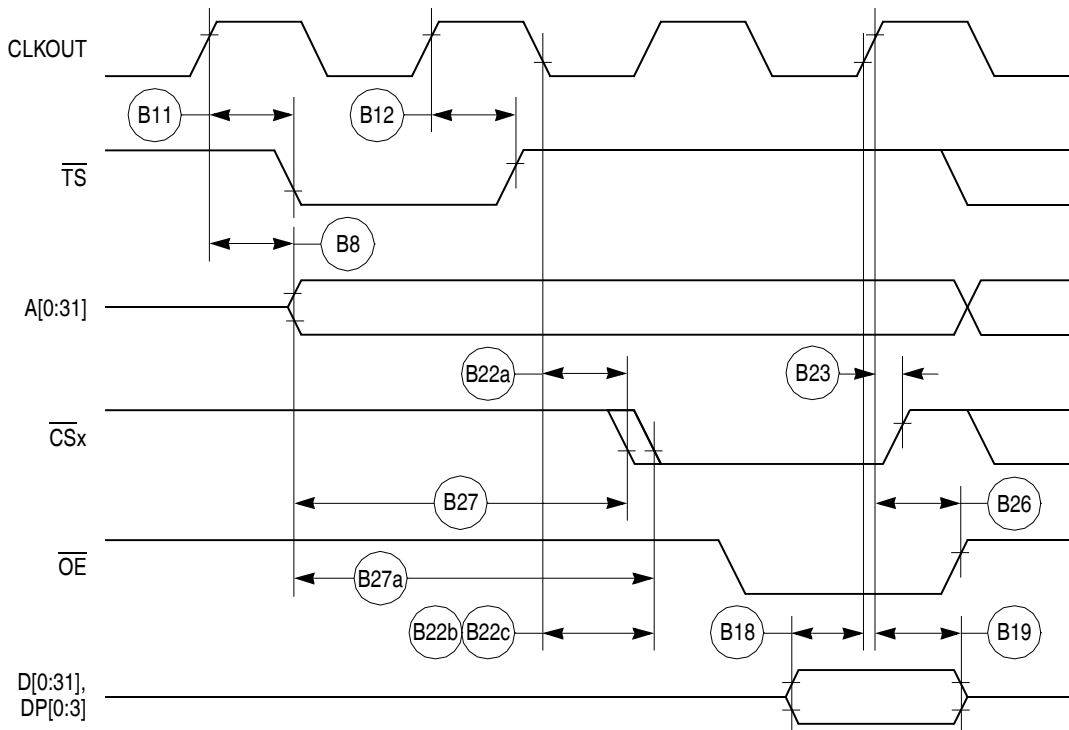 CLKOUT
B11
B12
TS
B8
A[0:31]
B22a
B23
CSx
B27
B26
OE
B27a
B22b B22c
B18
B19
D[0:31],
DP[0:3]